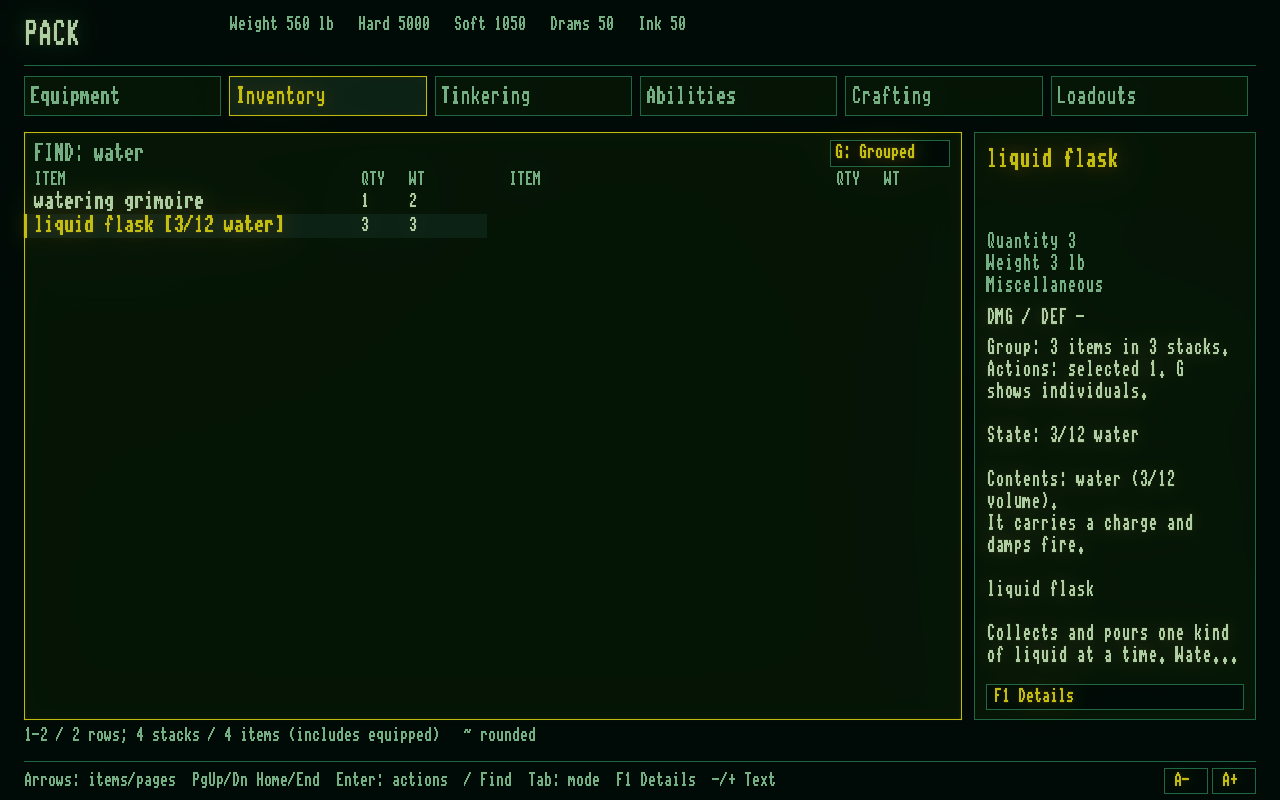 PACK
Weight 560 lb Hard 5000 Soft 1050 Drams 50 Ink 50
Equipment Inventory Tinkering Abilities Crafting Loadouts
FIND: water
G: Grouped
ITEM QTY WT ITEM QTY WT
watering grimoire 1 2
liquid flask [3/12 water] 3 3
liquid flask
Quantity 3
Weight 3 lb
Miscellaneous
DMG / DEF -
Group: 3 items in 3 stacks.
Actions: selected 1. G
shows individuals.
State: 3/12 water
Contents: water (3/12
volume).
It carries a charge and
damps fire.
liquid flask
Collects and pours one kind
of liquid at a time. Wate...
F1 Details
1-2 / 2 rows; 4 stacks / 4 items (includes equipped) ~ rounded
Arrows: items/pages PgUp/Dn Home/End Enter: actions / Find Tab: mode F1 Details -/+ Text
A- A+